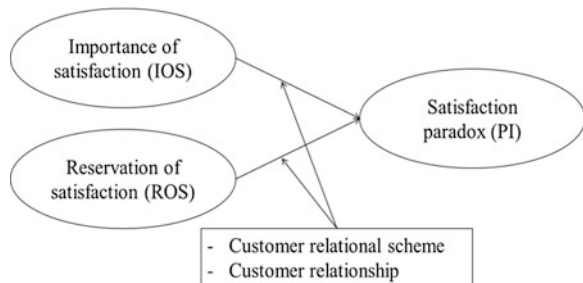 Importance of
satisfaction (IOS)
Satisfaction
paradox (PI)
Reservation of
satisfaction (ROS)
- Customer relational scheme
- Customer relationship